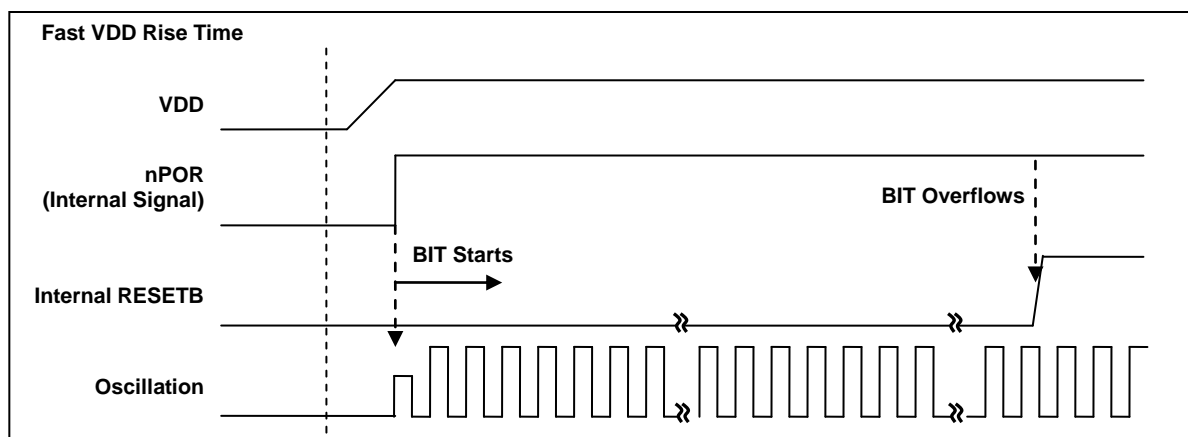 Fast VDD Rise Time
VDD
nPOR
(Internal Signal)
BIT Overflows
BIT Starts
Internal RESETB
Oscillation